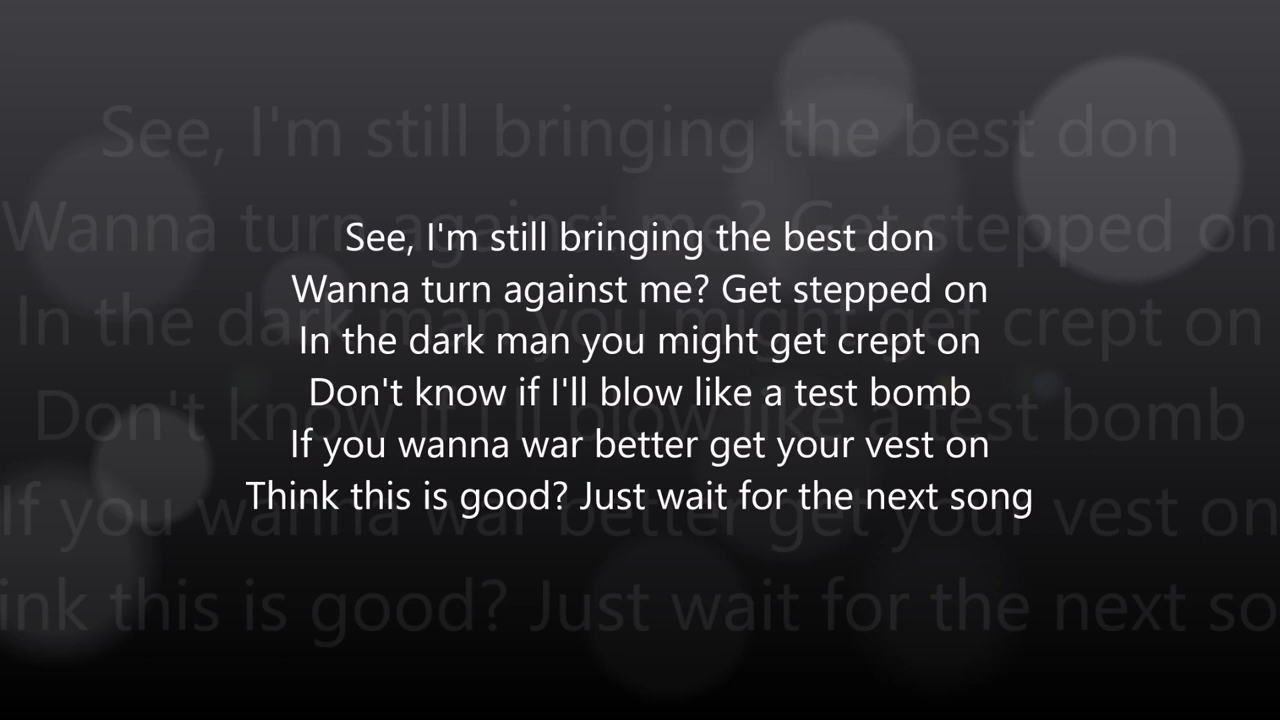 See, I'm still bringing the best don
Wanna turn against me? Get stepped on
In the dark man you might get crept on
Don't know if I'll blow like a test bomb
If you wanna war better get your vest on
Think this is good? Just wait for the next song